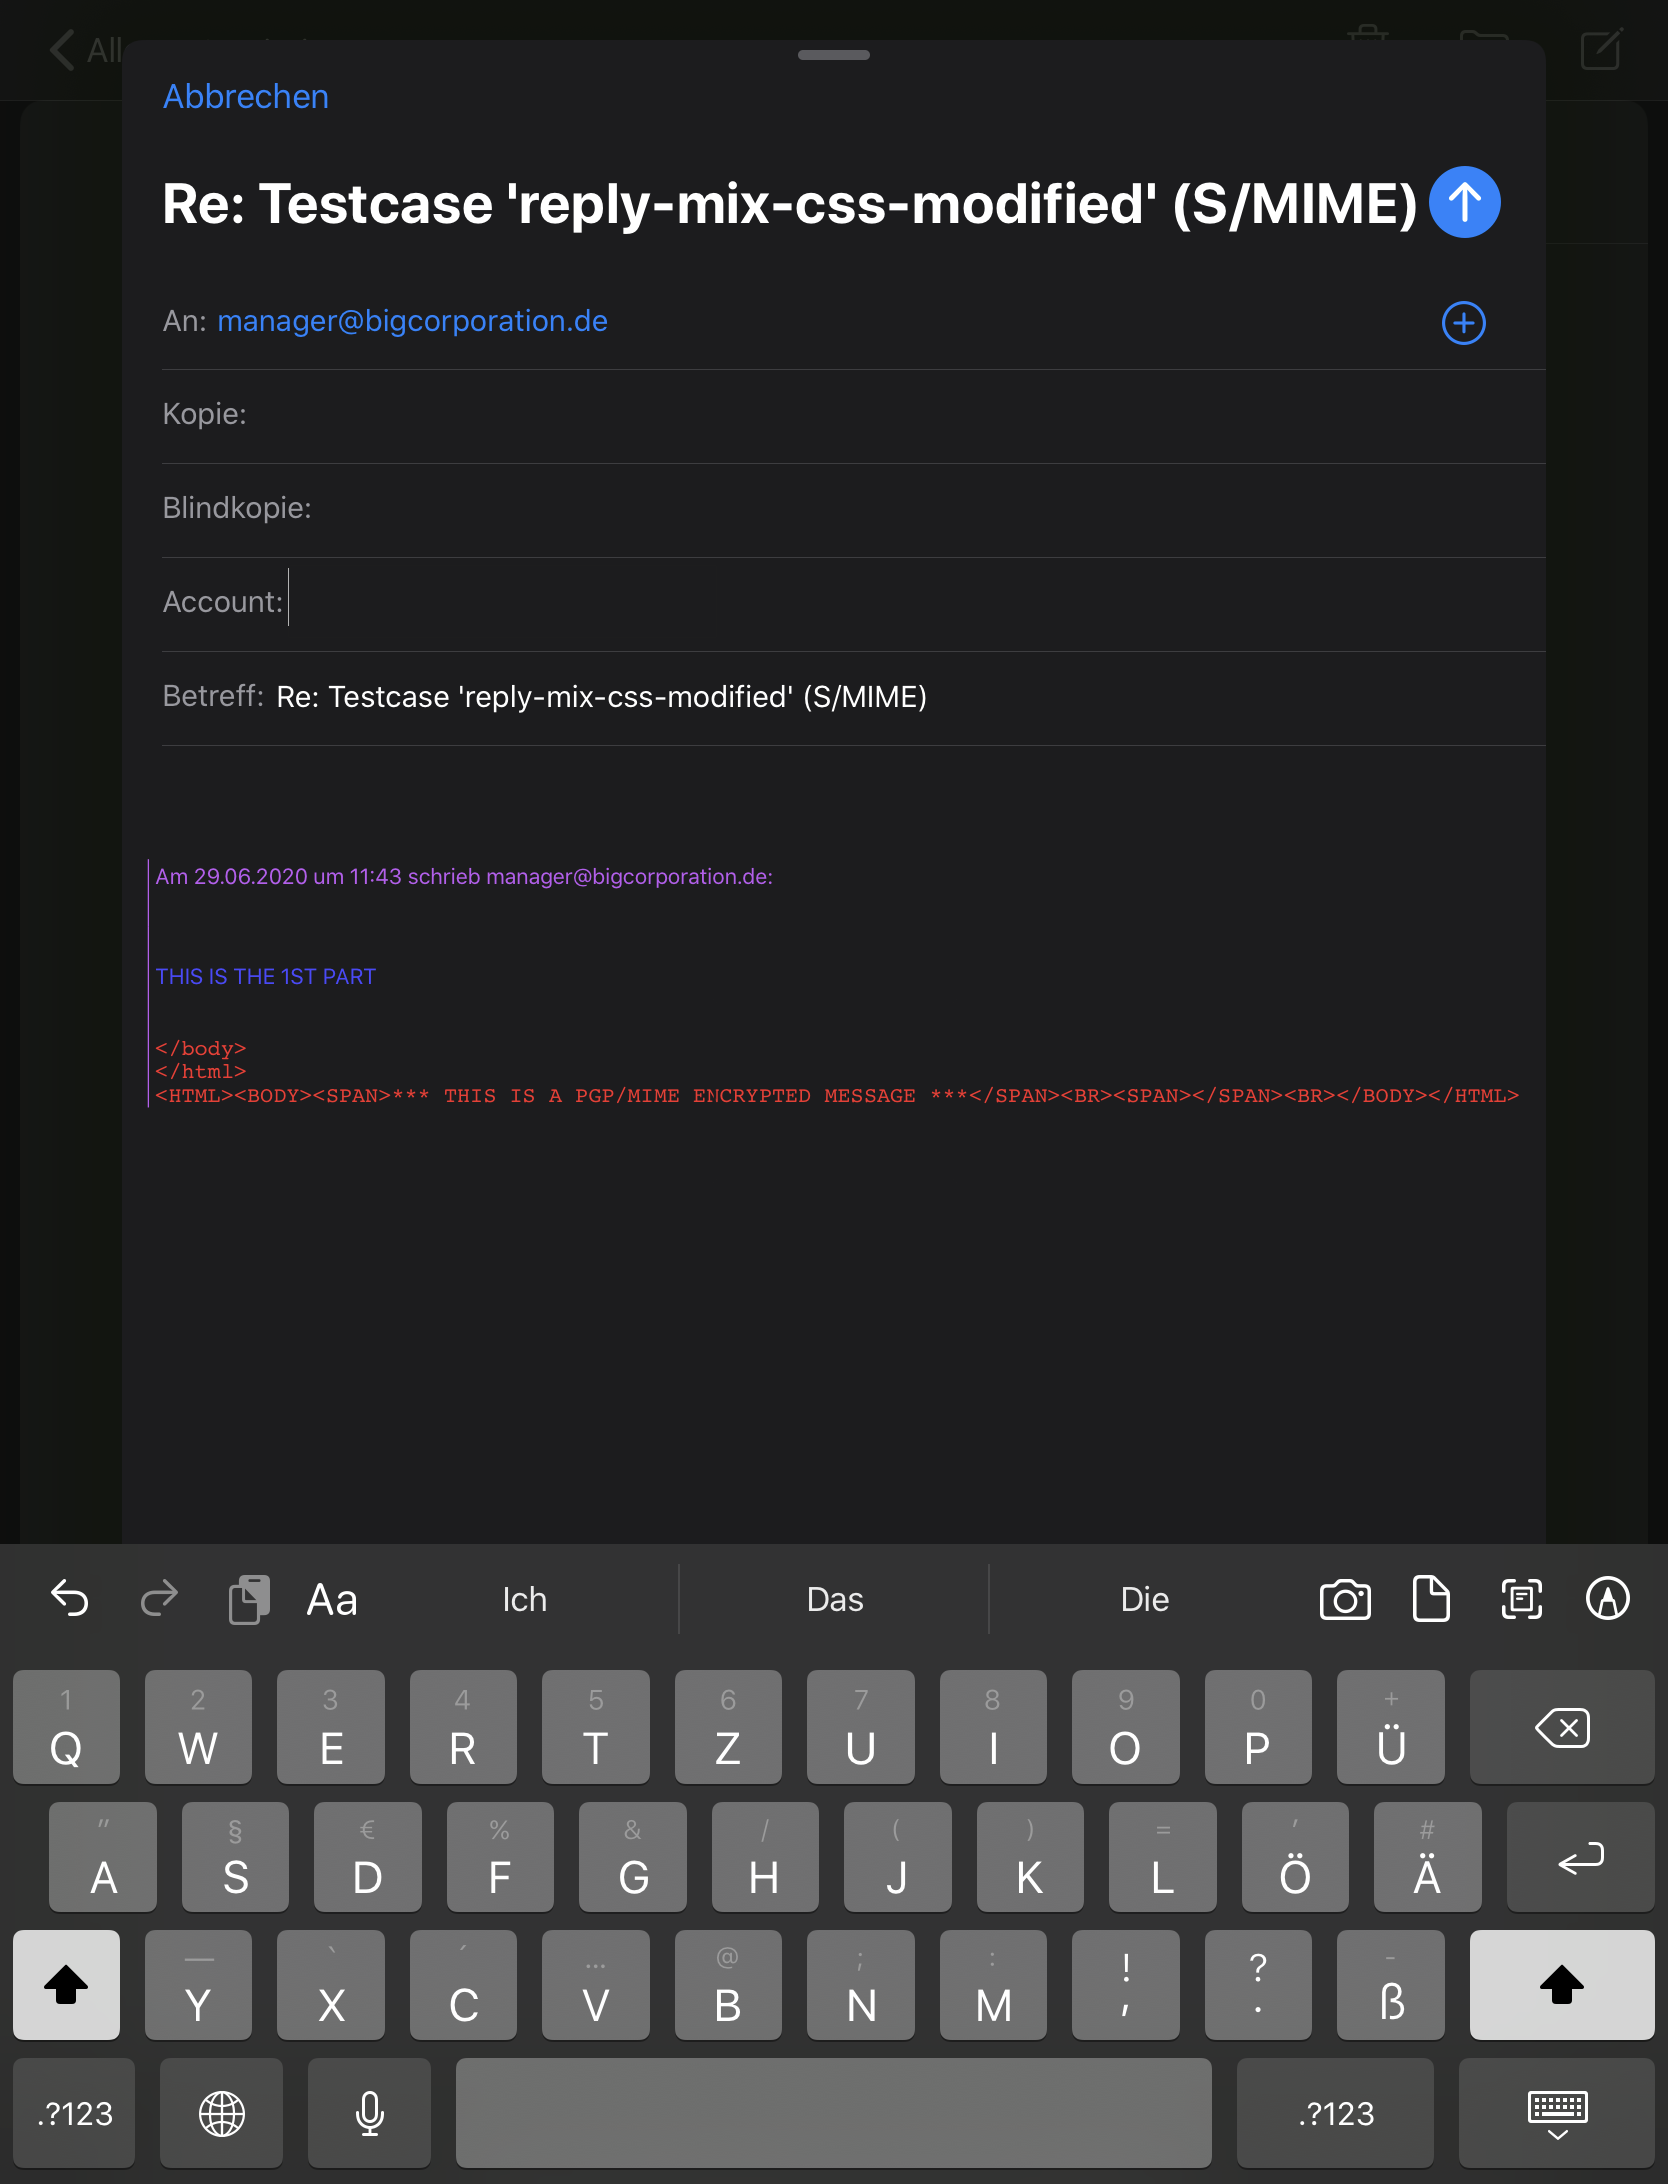 All
Abbrechen
Re: Testcase 'reply-mix-css-modified' (S/MIME)
An: manager@bigcorporation.de
Kopie:
Blindkopie:
Account:
Betreff: Re: Testcase 'reply-mix-css-modified' (S/MIME)
Am 29.06.2020 um 11:43 schrieb manager@bigcorporation.de:
THIS IS THE 1ST PART
</body>
</html>
<HTML><BODY><SPAN>*** THIS IS A PGP/MIME ENCRYPTED MESSAGE ***</SPAN><BR><SPAN></SPAN><BR></BODY></HTML>
Aa Ich Das Die
1 2 3 4 5 6 7 8 9 0 +
Q W E R T Z U I O P Ü
" § € % & / ( ) = ' #
A S D F G H J K L Ö Ä
— ` ´ ... @ ; : ! ? -
Y X C V B N M , . ß
.?123 .?123